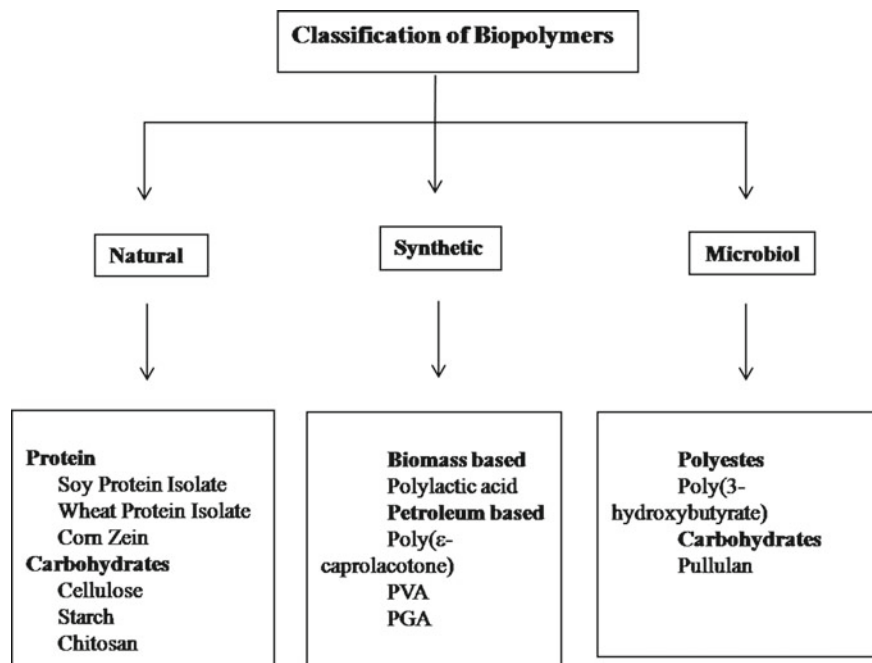 Classification of Biopolymers
Natural
Synthetic
Microbiol
Protein
Soy Protein Isolate
Wheat Protein Isolate
Corn Zein
Carbohydrates
Cellulose
Starch
Chitosan
Biomass based
Polylactic acid
Petroleum based
Poly(ε-
caprolacotone)
PVA
PGA
Polyestes
Poly(3-
hydroxybutyrate)
Carbohydrates
Pullulan